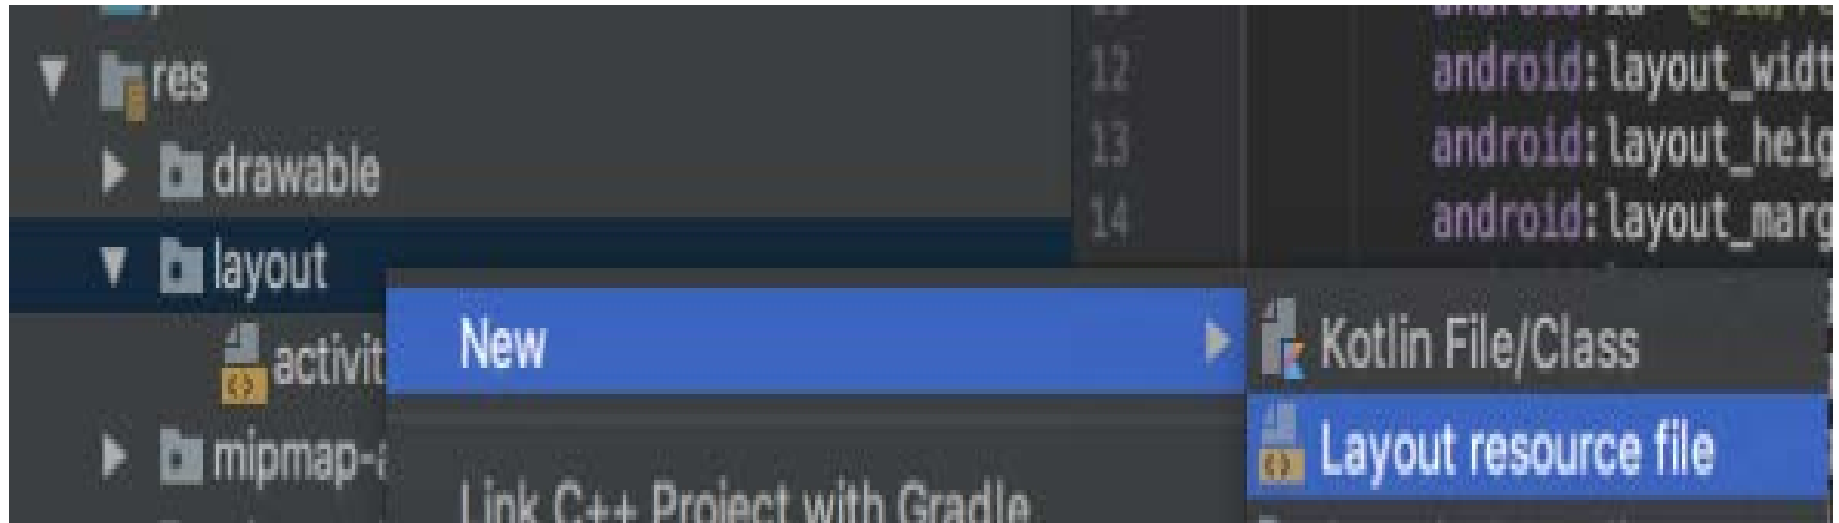 res
12 android:layout_widt
13 android:layout_heig
drawable
14 android:layout_marg
layout
New
Kotlin File/Class
activit
Layout resource file
mipmap-a
Link C++ Project with Gradle